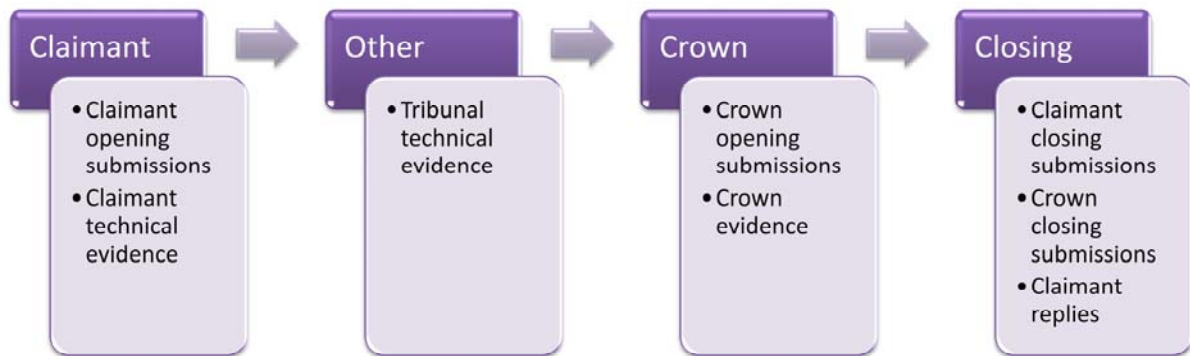 Claimant
• Claimant
opening
submissions
• Claimant
technical
evidence
Other
• Tribunal
technical
evidence
Crown
• Crown
opening
submissions
• Crown
evidence
Closing
• Claimant
closing
submissions
• Crown
closing
submissions
• Claimant
replies